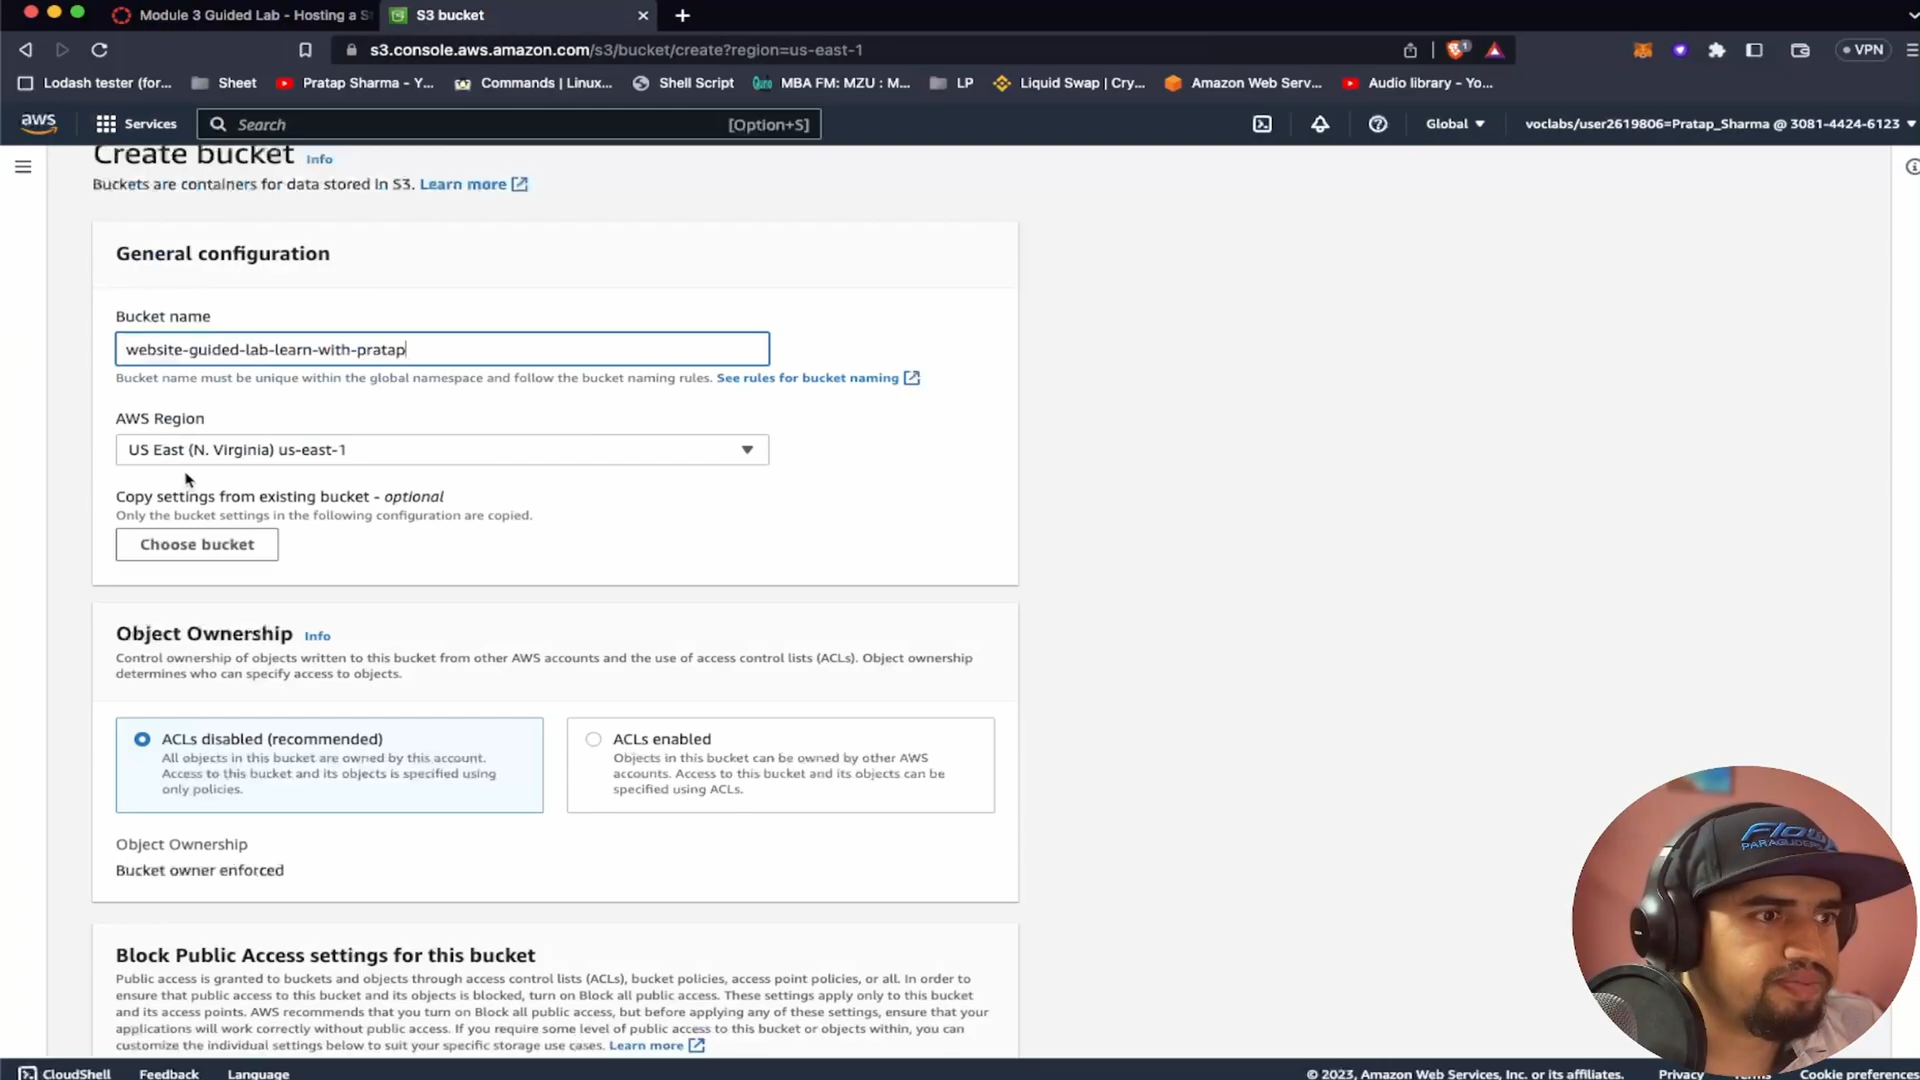 Module 3 Guided Lab - Hosting a S
S3 bucket
s3.console.aws.amazon.com/s3/bucket/create?region=us-east-1
1
VPN
Lodash tester (for...
Sheet
Pratap Sharma - Y...
Commands | Linux...
Shell Script
MBA FM: MZU : M...
LP
Liquid Swap | Cry...
Amazon Web Serv...
Audio library - Yo...
aws
Services
Search
[Option+S]
Global
voclabs/user2619806=Pratap_Sharma @ 3081-4424-6123
Create bucket
Info
Buckets are containers for data stored in S3. Learn more
General configuration
Bucket name
website-guided-lab-learn-with-pratap
Bucket name must be unique within the global namespace and follow the bucket naming rules. See rules for bucket naming
AWS Region
US East (N. Virginia) us-east-1
Copy settings from existing bucket - optional
Only the bucket settings in the following configuration are copied.
Choose bucket
Object Ownership
Info
Control ownership of objects written to this bucket from other AWS accounts and the use of access control lists (ACLs). Object ownership
determines who can specify access to objects.
ACLs disabled (recommended)
All objects in this bucket are owned by this account.
Access to this bucket and its objects is specified using
only policies.
ACLs enabled
Objects in this bucket can be owned by other AWS
accounts. Access to this bucket and its objects can be
specified using ACLs.
Object Ownership
Bucket owner enforced
Block Public Access settings for this bucket
Public access is granted to buckets and objects through access control lists (ACLs), bucket policies, access point policies, or all. In order to
ensure that public access to this bucket and its objects is blocked, turn on Block all public access. These settings apply only to this bucket
and its access points. AWS recommends that you turn on Block all public access, but before applying any of these settings, ensure that your
applications will work correctly without public access. If you require some level of public access to this bucket or objects within, you can
customize the individual settings below to suit your specific storage use cases. Learn more
Flow
PARAGLIDERS
CloudShell
Feedback
Language
© 2023, Amazon Web Services, Inc. or its affiliates.
Privacy
Terms
Cookie preferences